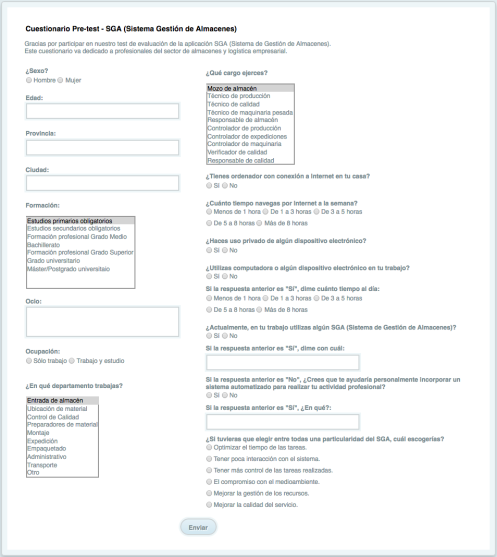 Cuestionario Pre-test - SGA (Sistema Gestión de Almacenes)
Gracias por participar en nuestro test de evaluación de la aplicación SGA (Sistema de Gestión de Almacenes).
Este cuestionario va dedicado a profesionales del sector de almacenes y logística empresarial.
¿Sexo?
Hombre Mujer
Edad:
Provincia:
Ciudad:
Formación:
Estudios primarios obligatorios
Estudios secundarios obligatorios
Formación profesional Grado Medio
Bachillerato
Formación profesional Grado Superior
Grado universitario
Máster/Postgrado universitaio
Ocio:
Ocupación:
Sólo trabajo Trabajo y estudio
¿En qué departamento trabajas?
Entrada de almacén
Ubicación de material
Control de Calidad
Preparadores de material
Montaje
Expedición
Empaquetado
Administrativo
Transporte
Otro
¿Qué cargo ejerces?
Mozo de almacén
Técnico de producción
Técnico de calidad
Técnico de maquinaria pesada
Responsable de almacén
Controlador de producción
Controlador de expediciones
Controlador de maquinaria
Verificador de calidad
Responsable de calidad
¿Tienes ordenador con conexión a Internet en tu casa?
Sí No
¿Cuánto tiempo navegas por Internet a la semana?
Menos de 1 hora De 1 a 3 horas De 3 a 5 horas
De 5 a 8 horas Más de 8 horas
¿Haces uso privado de algún dispositivo electrónico?
Sí No
¿Utilizas computadora o algún dispositivo electrónico en tu trabajo?
Sí No
Si la respuesta anterior es "Sí", dime cuánto tiempo al día:
Menos de 1 hora De 1 a 3 horas De 3 a 5 horas
De 5 a 8 horas Más de 8 horas
¿Actualmente, en tu trabajo utilizas algún SGA (Sistema de Gestión de Almacenes)?
Sí No
Si la respuesta anterior es "Sí", dime con cuál:
Si la respuesta anterior es "No", ¿Crees que te ayudaría personalmente incorporar un
sistema automatizado para realizar tu actividad profesional?
Sí No
Si la respuesta anterior es "Sí", ¿En qué?:
¿Si tuvieras que elegir entre todas una particularidad del SGA, cuál escogerías?
Optimizar el tiempo de las tareas.
Tener poca interacción con el sistema.
Tener más control de las tareas realizadas.
El compromiso con el medioambiente.
Mejorar la gestión de los recursos.
Mejorar la calidad del servicio.
Enviar